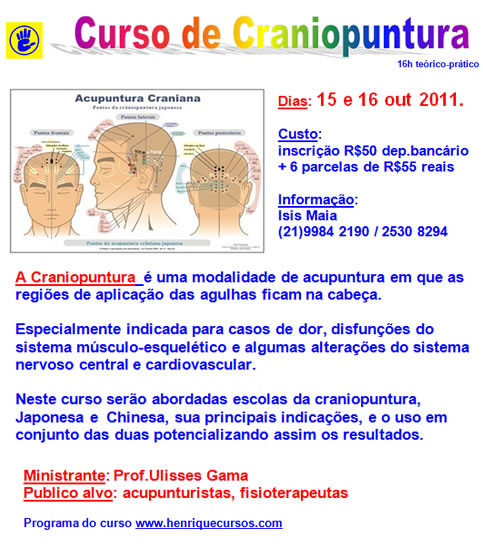 Curso de Craniopuntura
16h teórico-prático
Acupuntura Craniana
Pontos da crâniopuntura japonesa
Pontos frontais
Pontos laterais
Pontos posteriores
Pontos da acupuntura crâniana japonesa
Dias: 15 e 16 out 2011.
Custo:
inscrição R$50 dep.bancário
+ 6 parcelas de R$55 reais
Informação:
Isis Maia
(21)9984 2190 / 2530 8294
A Craniopuntura é uma modalidade de acupuntura em que as
regiões de aplicação das agulhas ficam na cabeça.
Especialmente indicada para casos de dor, disfunções do
sistema músculo-esquelético e algumas alterações do sistema
nervoso central e cardiovascular.
Neste curso serão abordadas escolas da craniopuntura,
Japonesa e Chinesa, sua principais indicações, e o uso em
conjunto das duas potencializando assim os resultados.
Ministrante: Prof.Ulisses Gama
Publico alvo: acupunturistas, fisioterapeutas
Programa do curso www.henriquecursos.com